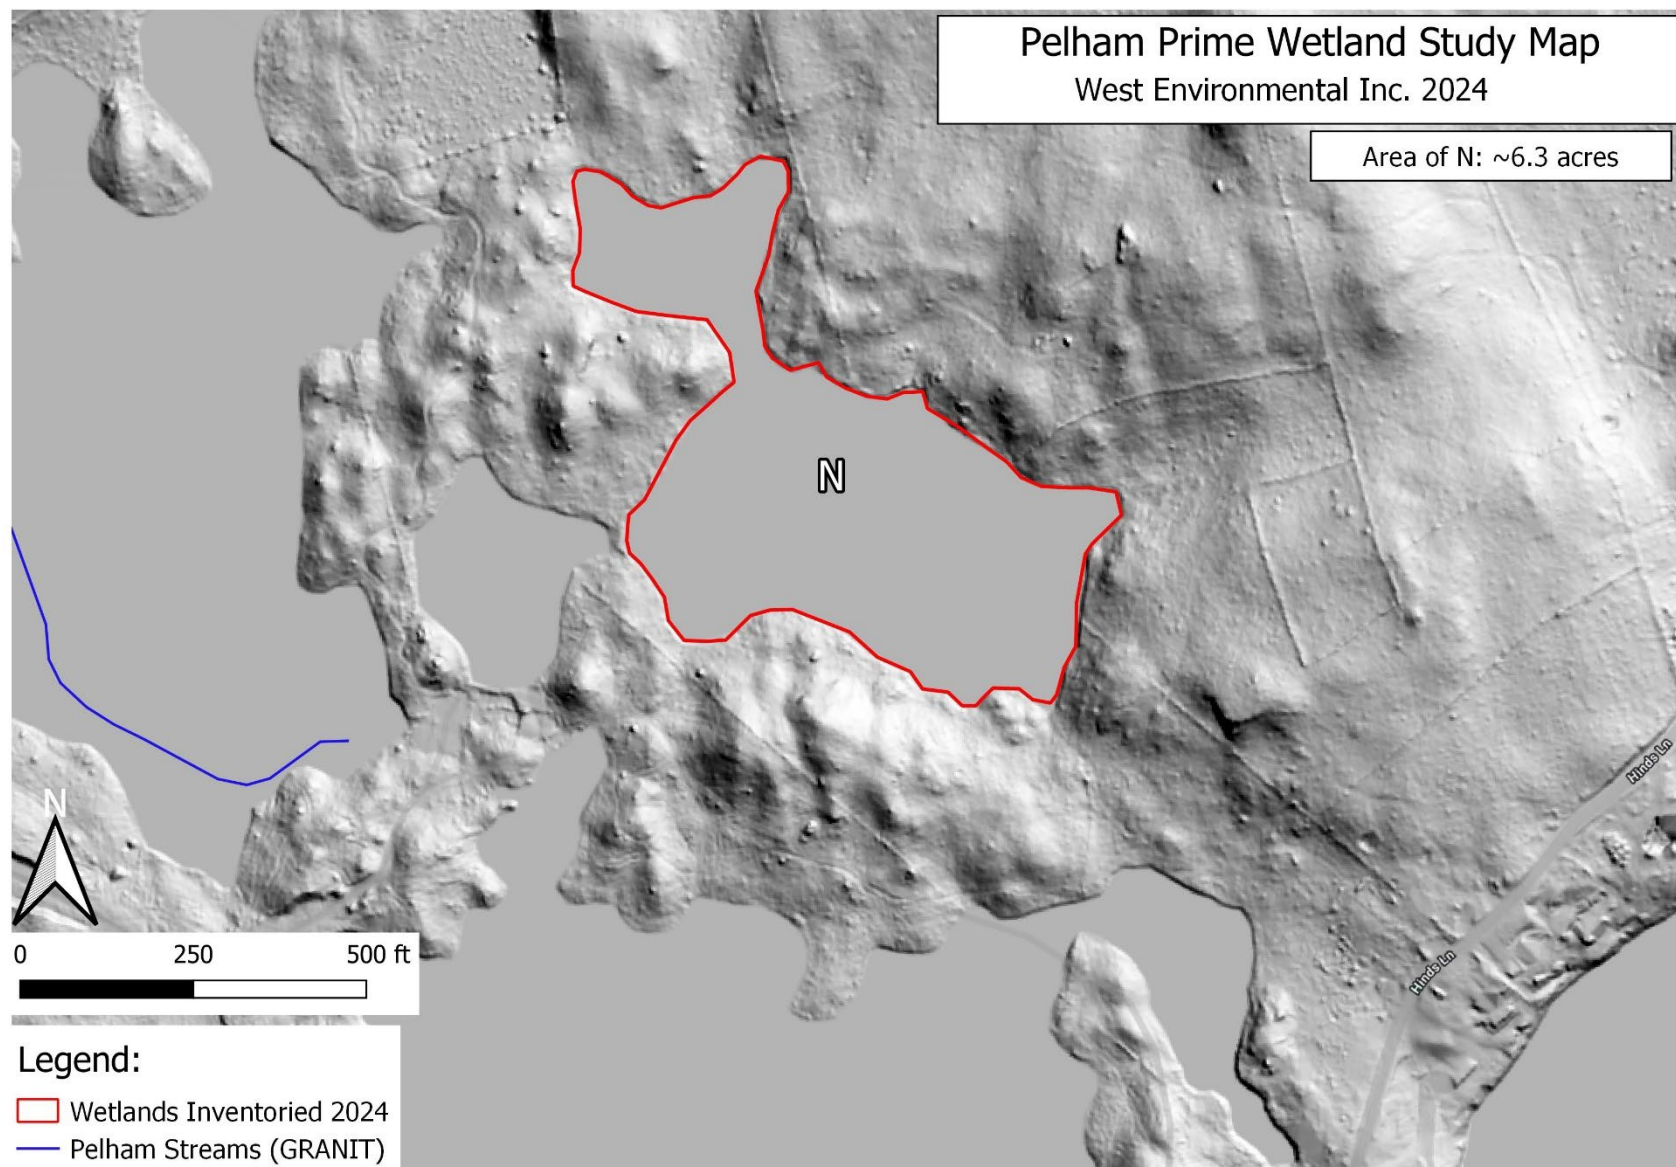 Pelham Prime Wetland Study Map
West Environmental Inc. 2024
Area of N: ~6.3 acres
N
Hinds Ln
N
Hinds Ln
0 250 500 ft
Legend:
Wetlands Inventoried 2024
Pelham Streams (GRANIT)